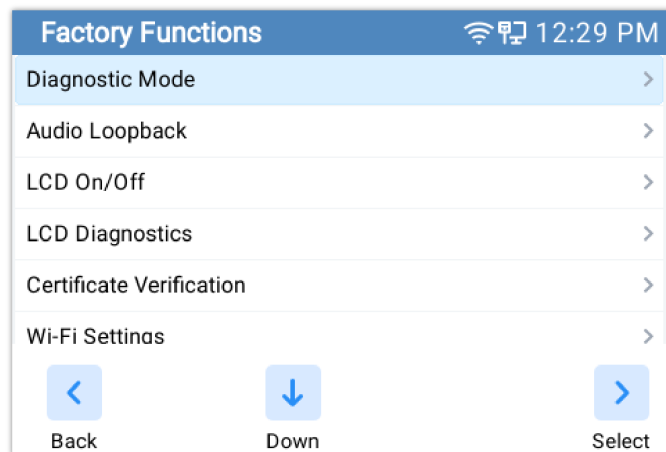 Factory Functions 12:29 PM
Diagnostic Mode
Audio Loopback
LCD On/Off
LCD Diagnostics
Certificate Verification
Wi-Fi Settings
Back Down Select